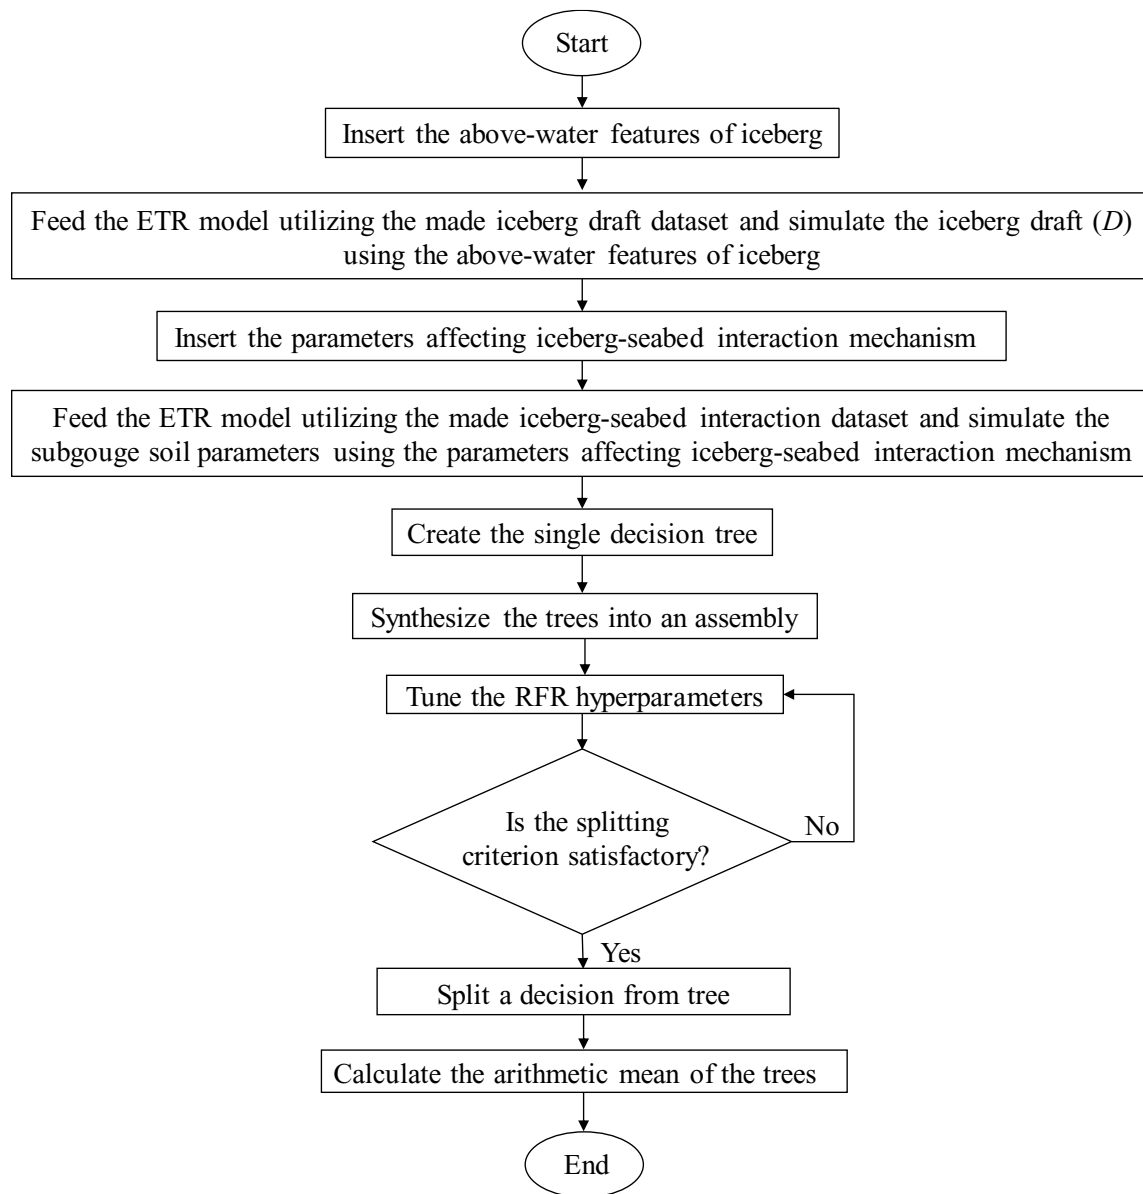 Start
Insert the above-water features of iceberg
Feed the ETR model utilizing the made iceberg draft dataset and simulate the iceberg draft (D)
using the above-water features of iceberg
Insert the parameters affecting iceberg-seabed interaction mechanism
Feed the ETR model utilizing the made iceberg-seabed interaction dataset and simulate the
subgouge soil parameters using the parameters affecting iceberg-seabed interaction mechanism
Create the single decision tree
Synthesize the trees into an assembly
Tune the RFR hyperparameters
Is the splitting
criterion satisfactory?
No
Yes
Split a decision from tree
Calculate the arithmetic mean of the trees
End